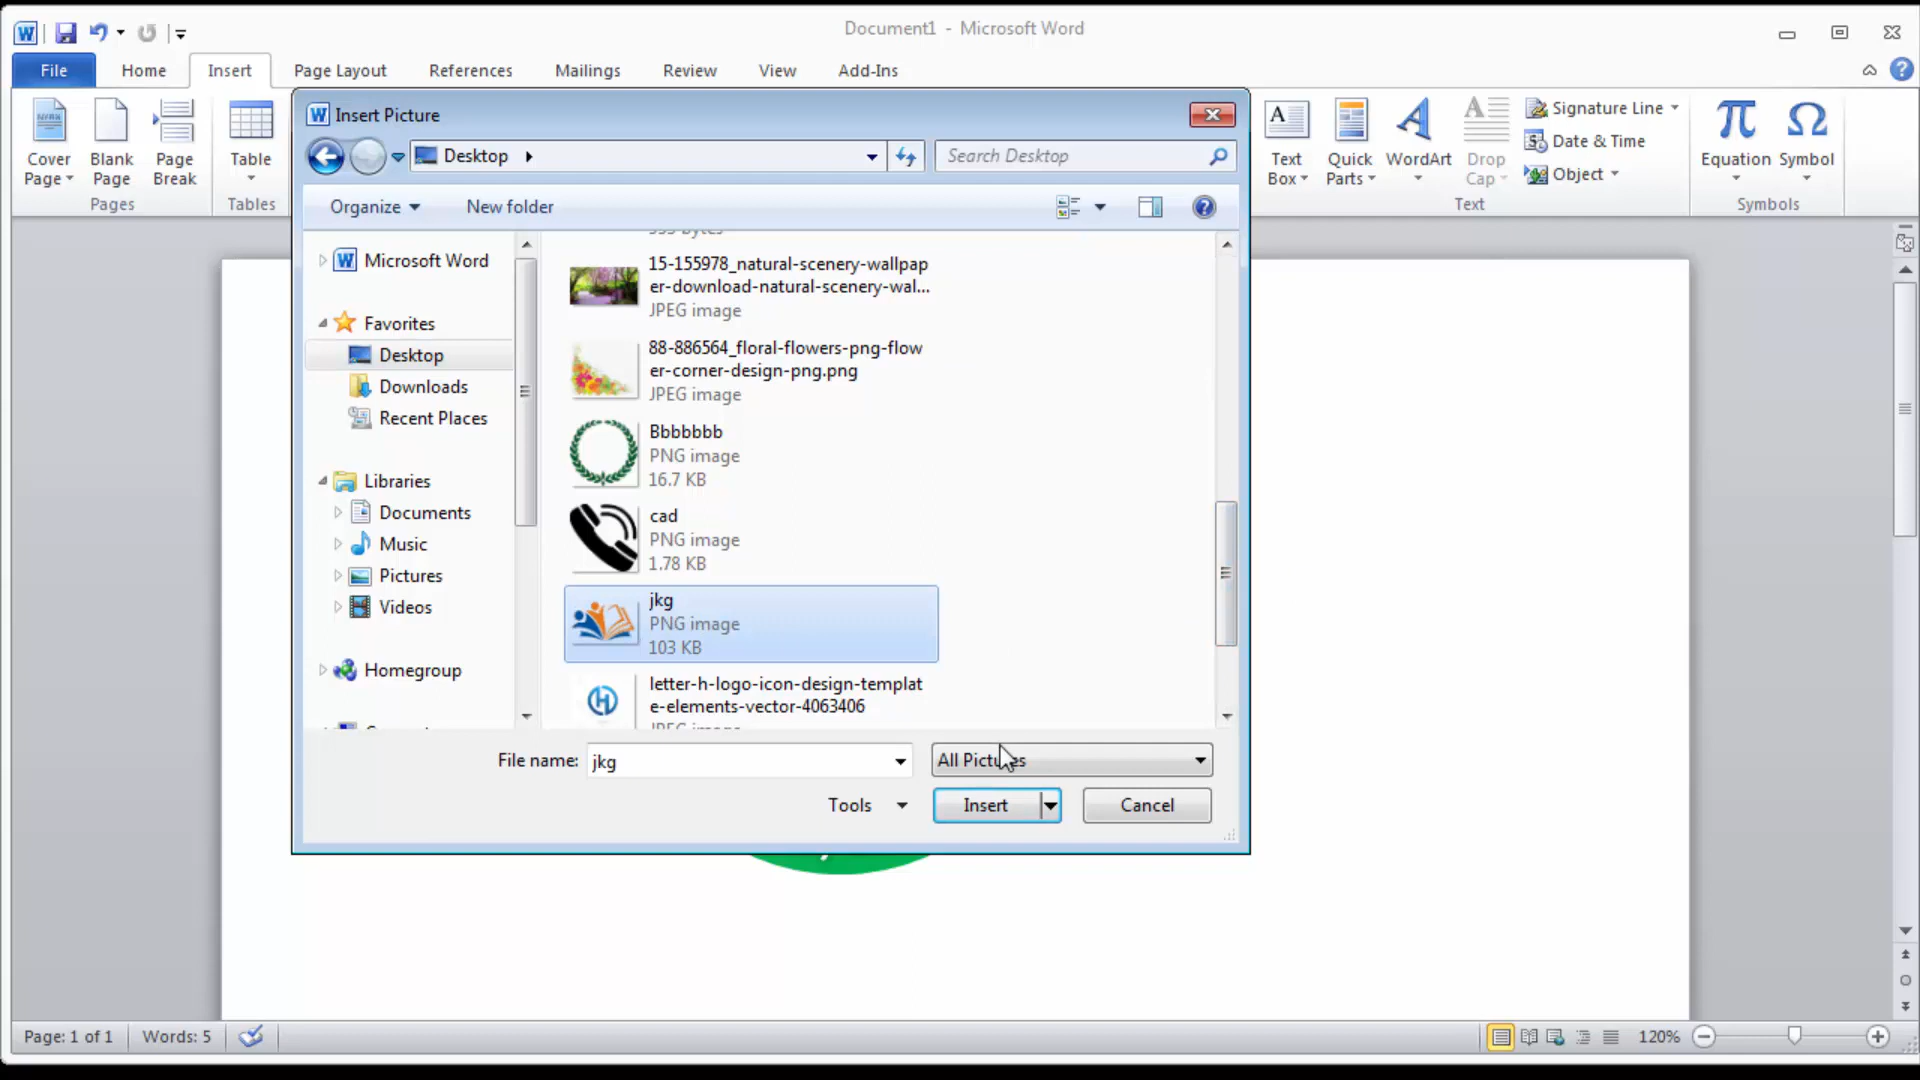 Document1 - Microsoft Word
File Home Insert Page Layout References Mailings Review View Add-Ins
Cover Page
Blank Page
Page Break
Table
Pages
Tables
Text Box
Quick Parts
WordArt
Drop Cap
Signature Line
Date & Time
Object
Equation
Symbol
Text
Symbols
Insert Picture
Desktop
Search Desktop
Organize New folder
Microsoft Word
Favorites
Desktop
Downloads
Recent Places
Libraries
Documents
Music
Pictures
Videos
Homegroup
15-155978_natural-scenery-wallpap
er-download-natural-scenery-wal...
JPEG image
88-886564_floral-flowers-png-flow
er-corner-design-png.png
JPEG image
Bbbbbbb
PNG image
16.7 KB
cad
PNG image
1.78 KB
jkg
PNG image
103 KB
letter-h-logo-icon-design-templat
e-elements-vector-4063406
JPEG image
File name: jkg
All Pictures
Tools Insert Cancel
Page: 1 of 1 Words: 5 120%